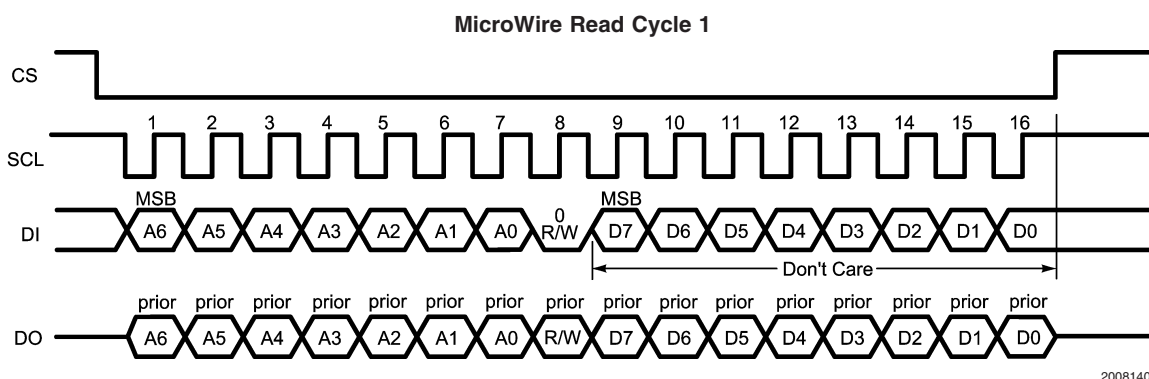 MicroWire Read Cycle 1
CS
1 2 3 4 5 6 7 8 9 10 11 12 13 14 15 16
SCL
MSB 0 MSB
DI A6 A5 A4 A3 A2 A1 A0 R/W D7 D6 D5 D4 D3 D2 D1 D0
Don't Care
prior prior prior prior prior prior prior prior prior prior prior prior prior prior prior prior
DO A6 A5 A4 A3 A2 A1 A0 R/W D7 D6 D5 D4 D3 D2 D1 D0
2008140